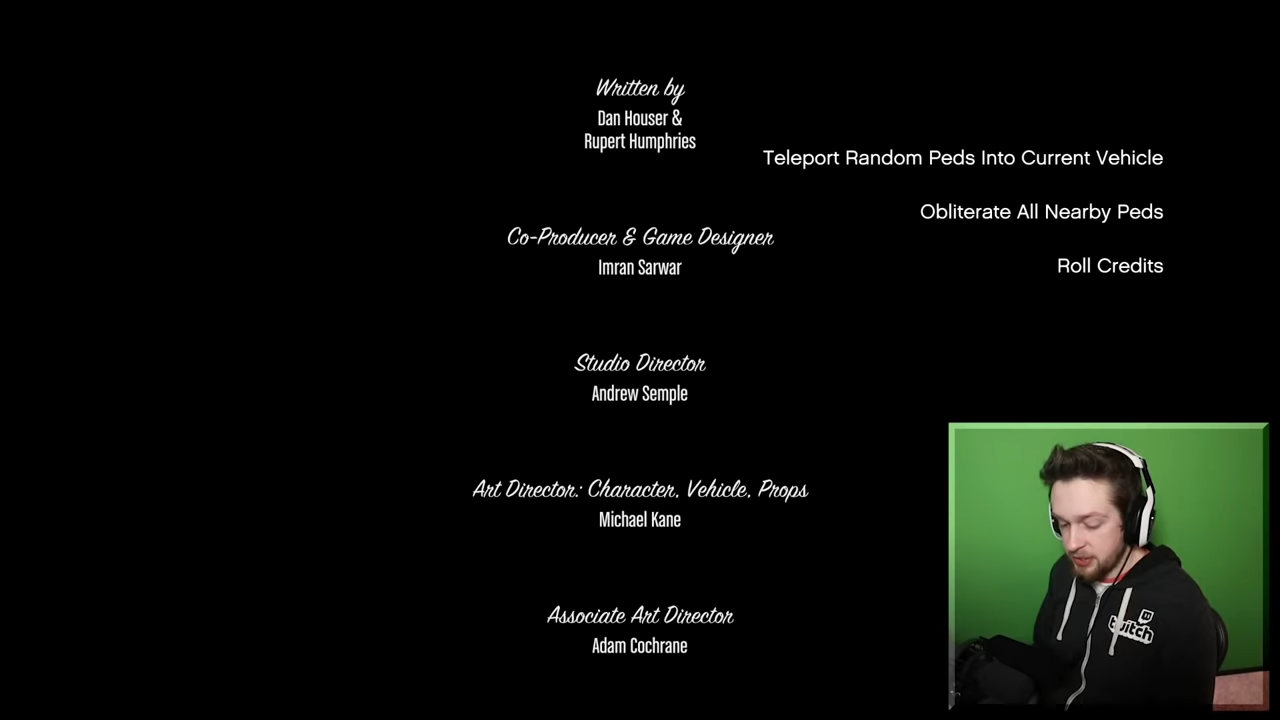 Written by
Dan Houser &
Rupert Humphries
Teleport Random Peds Into Current Vehicle
Obliterate All Nearby Peds
Co-Producer & Game Designer
Imran Sarwar
Roll Credits
Studio Director
Andrew Semple
Art Director: Character, Vehicle, Props
Michael Kane
Associate Art Director
Adam Cochrane
twitch